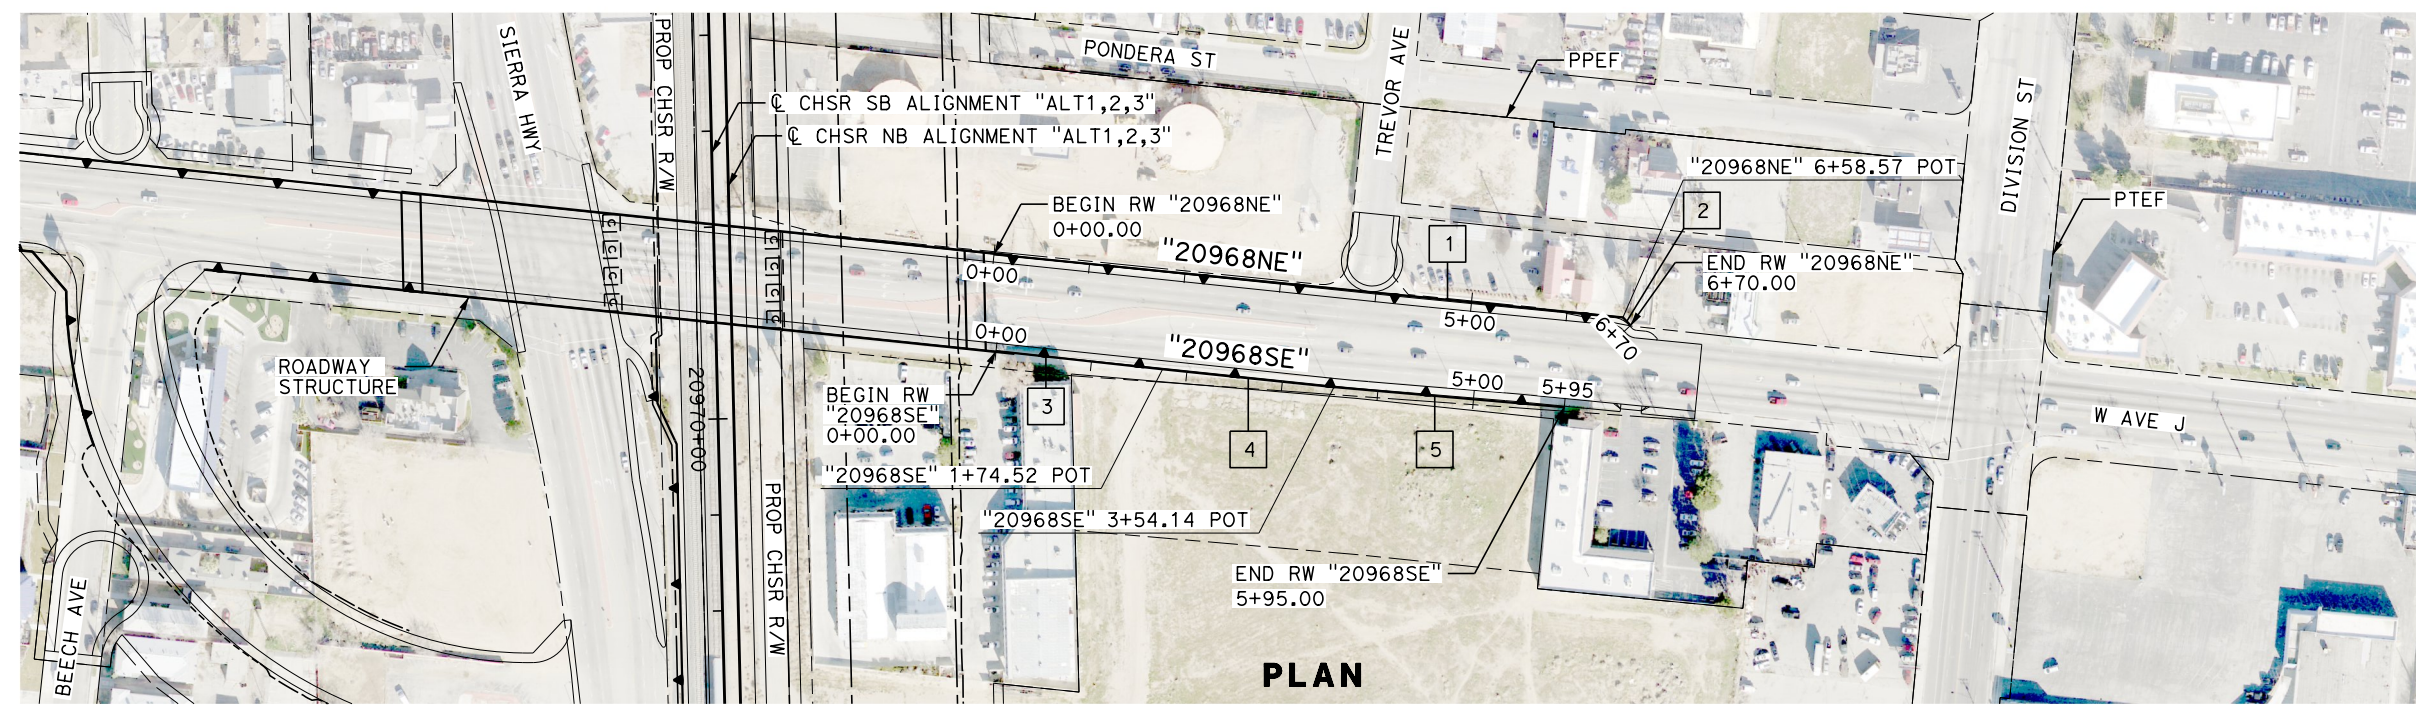 SIERRA HWY
PROP CHSR R/W
PONDERA ST
TREVOR AVE
PPEF
℄ CHSR SB ALIGNMENT "ALT1,2,3"
℄ CHSR NB ALIGNMENT "ALT1,2,3"
DIVISION ST
"20968NE" 6+58.57 POT
PTEF
BEGIN RW "20968NE"
0+00.00
2
1
"20968NE"
END RW "20968NE"
6+70.00
C
C
C
C
C
C
C
C
0+00
5+00
6+70
0+00
"20968SE"
ROADWAY
STRUCTURE
20970+00
BEGIN RW
"20968SE"
0+00.00
3
5+00
5+95
4
5
W AVE J
"20968SE" 1+74.52 POT
"20968SE" 3+54.14 POT
PROP CHSR R/W
END RW "20968SE"
5+95.00
BEECH AVE
PLAN